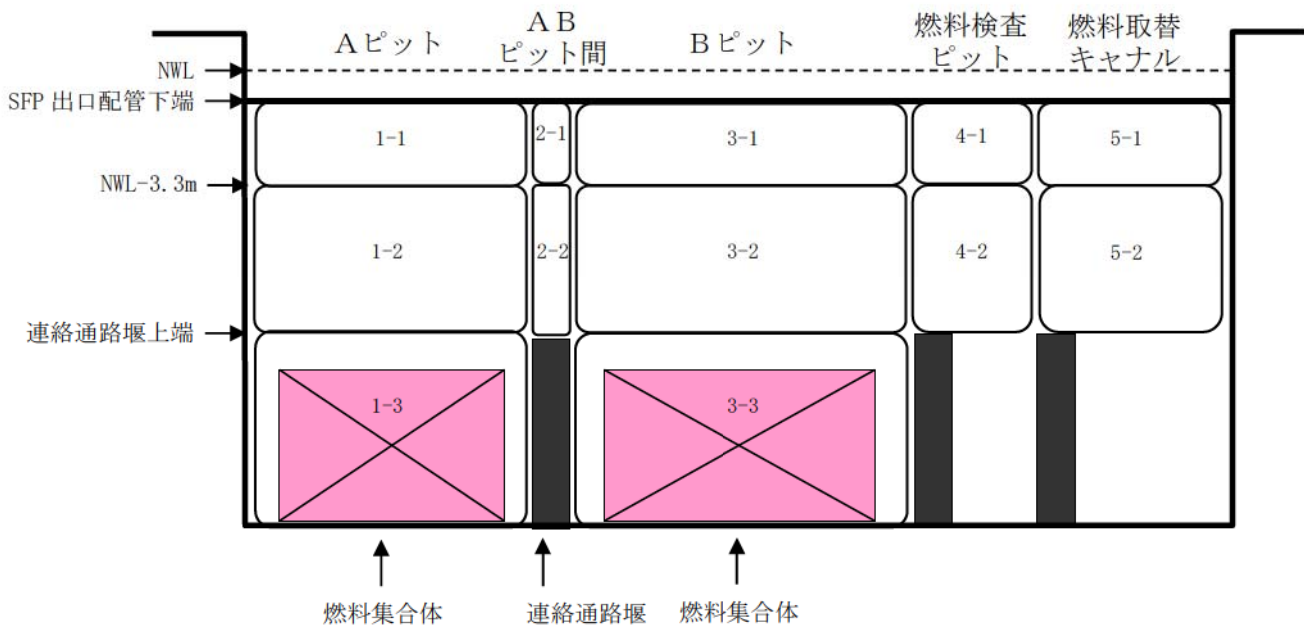 Aピット
AB
ピット間
Bピット
燃料検査
ピット
燃料取替
キャナル
NWL
SFP 出口配管下端
1-1
2-1
3-1
4-1
5-1
NWL-3.3m
1-2
2-2
3-2
4-2
5-2
連絡通路堰上端
1-3
3-3
燃料集合体
連絡通路堰
燃料集合体